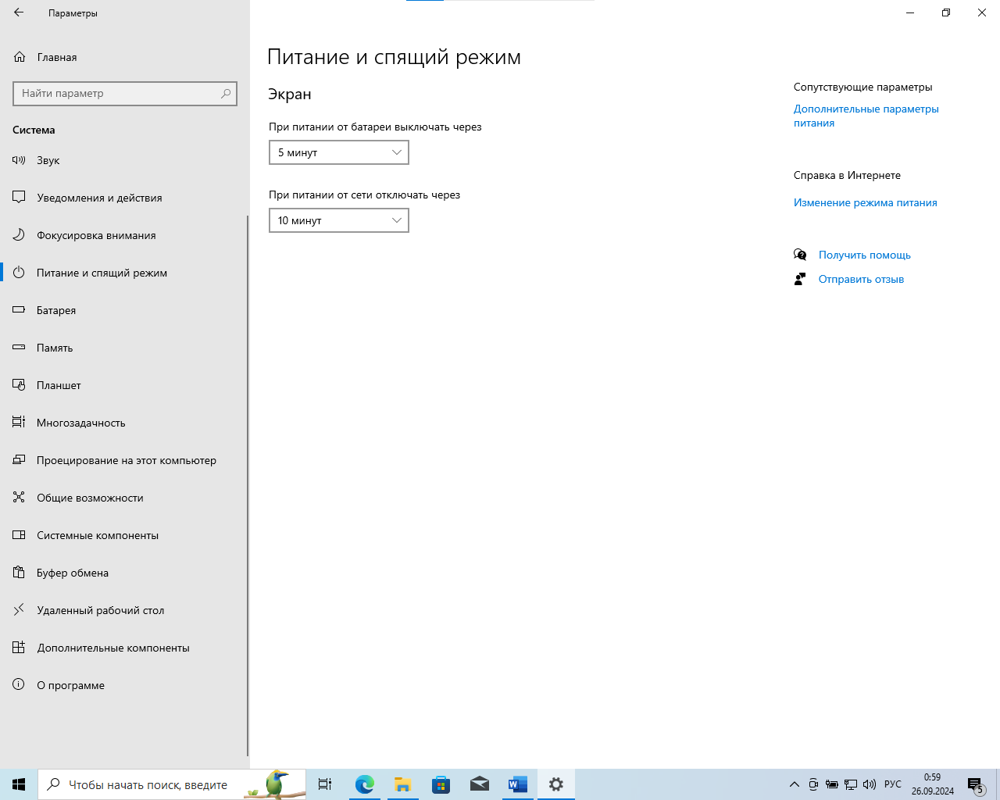 Параметры
Главная
Найти параметр
Система
Звук
Уведомления и действия
Фокусировка внимания
Питание и спящий режим
Батарея
Память
Планшет
Многозадачность
Проецирование на этот компьютер
Общие возможности
Системные компоненты
Буфер обмена
Удаленный рабочий стол
Дополнительные компоненты
О программе
Питание и спящий режим
Экран
При питании от батареи выключать через
5 минут
При питании от сети отключать через
10 минут
Сопутствующие параметры
Дополнительные параметры
питания
Справка в Интернете
Изменение режима питания
Получить помощь
Отправить отзыв
Чтобы начать поиск, введите
W
РУС
0:59
26.09.2024
5